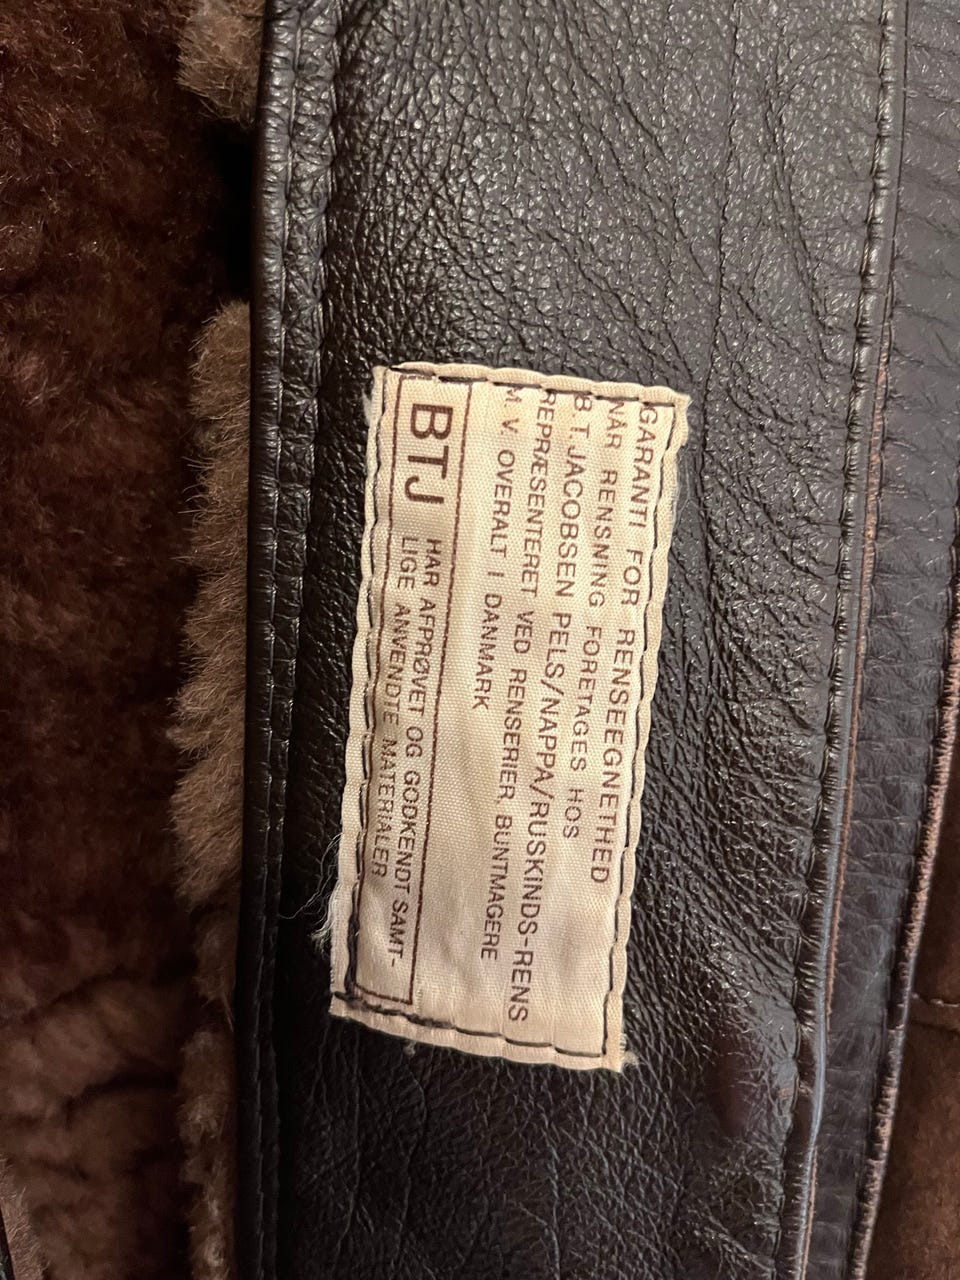 GARANTI FOR RENSEEGNETHED
NÅR RENSNING FORETAGES HOS
B.T.JACOBSEN PELS/NAPPA/RUSKINDS-RENS
REPRÆSENTERET VED RENSERIER, BUNTMAGERE
M.V. OVERALT I DANMARK
BTJ HAR AFPRØVET OG GODKENDT SAMT-
LIGE ANVENDTE MATERIALER